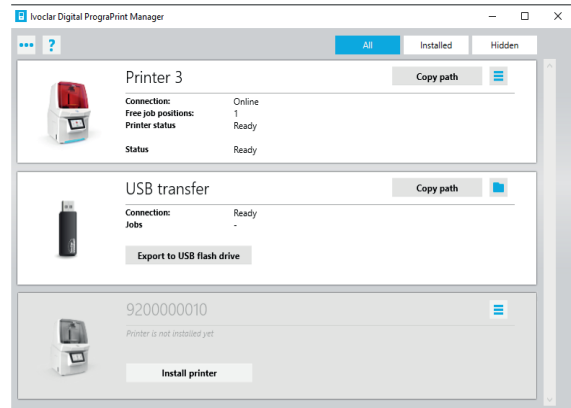 Ivoclar Digital PrograPrint Manager
?
All Installed Hidden
Printer 3 Copy path
Connection: Online
Free job positions: 1
Printer status Ready
Status Ready
USB transfer Copy path
Connection: Ready
Jobs -
Export to USB flash drive
9200000010
Printer is not installed yet
Install printer